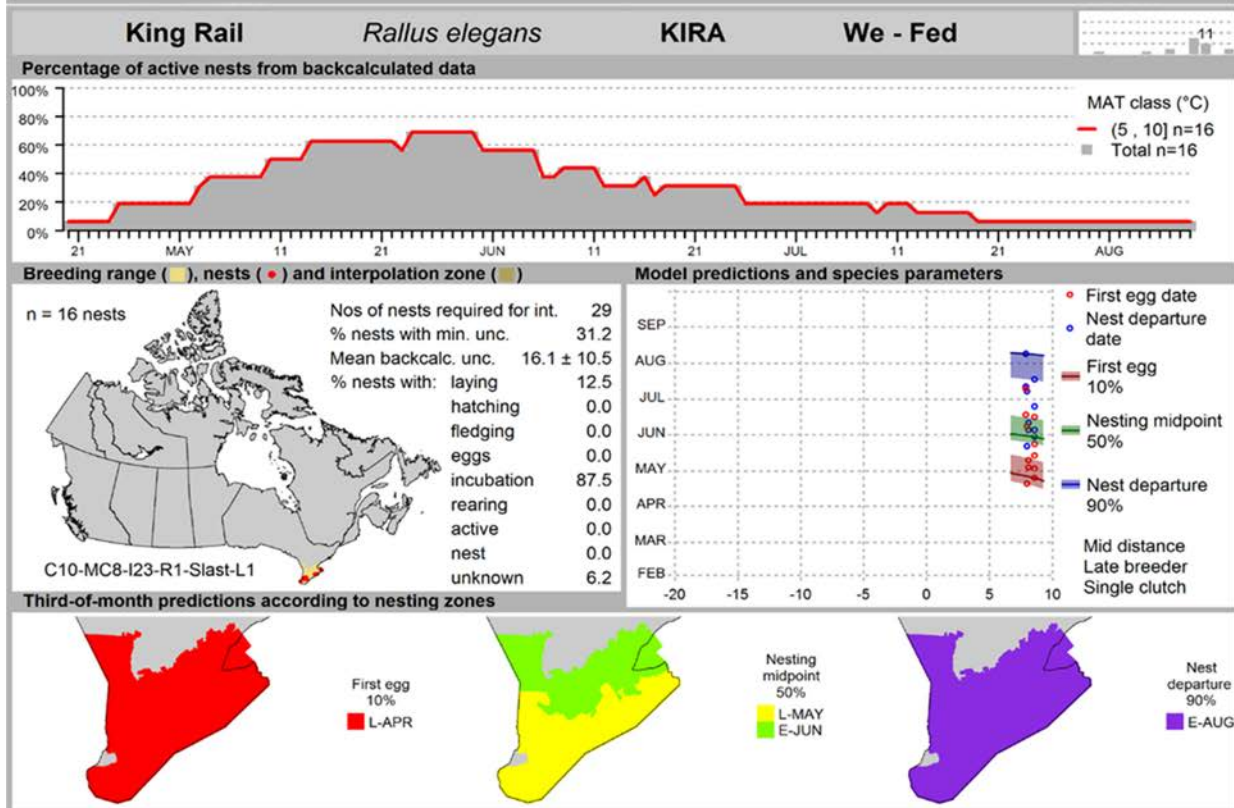 King Rail Rallus elegans KIRA We - Fed
11
Percentage of active nests from backcalculated data
100%
80%
60%
40%
20%
0%
MAT class (°C)
(5 , 10] n=16
Total n=16
21 MAY 11 21 JUN 11 21 JUL 11 21 AUG
Breeding range ( ), nests ( ) and interpolation zone ( )
n = 16 nests
Nos of nests required for int. 29
% nests with min. unc. 31.2
Mean backcalc. unc. 16.1 ± 10.5
% nests with: laying 12.5
hatching 0.0
fledging 0.0
eggs 0.0
incubation 87.5
rearing 0.0
active 0.0
nest 0.0
unknown 6.2
C10-MC8-I23-R1-Slast-L1
Model predictions and species parameters
SEP
AUG
JUL
JUN
MAY
APR
MAR
FEB
-20 -15 -10 -5 0 5 10
First egg date
Nest departure
date
First egg
10%
Nesting midpoint
50%
Nest departure
90%
Mid distance
Late breeder
Single clutch
Third-of-month predictions according to nesting zones
First egg
10%
L-APR
Nesting
midpoint
50%
L-MAY
E-JUN
Nest
departure
90%
E-AUG